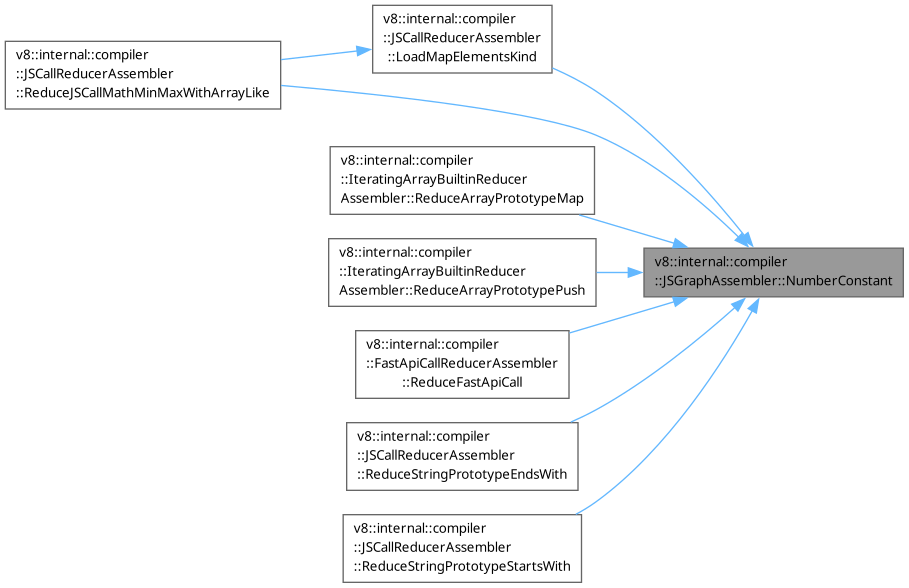 v8::internal::compiler
::JSCallReducerAssembler
::LoadMapElementsKind
v8::internal::compiler
::JSCallReducerAssembler
::ReduceJSCallMathMinMaxWithArrayLike
v8::internal::compiler
::IteratingArrayBuiltinReducer
Assembler::ReduceArrayPrototypeMap
v8::internal::compiler
::IteratingArrayBuiltinReducer
Assembler::ReduceArrayPrototypePush
v8::internal::compiler
::JSGraphAssembler::NumberConstant
v8::internal::compiler
::FastApiCallReducerAssembler
::ReduceFastApiCall
v8::internal::compiler
::JSCallReducerAssembler
::ReduceStringPrototypeEndsWith
v8::internal::compiler
::JSCallReducerAssembler
::ReduceStringPrototypeStartsWith